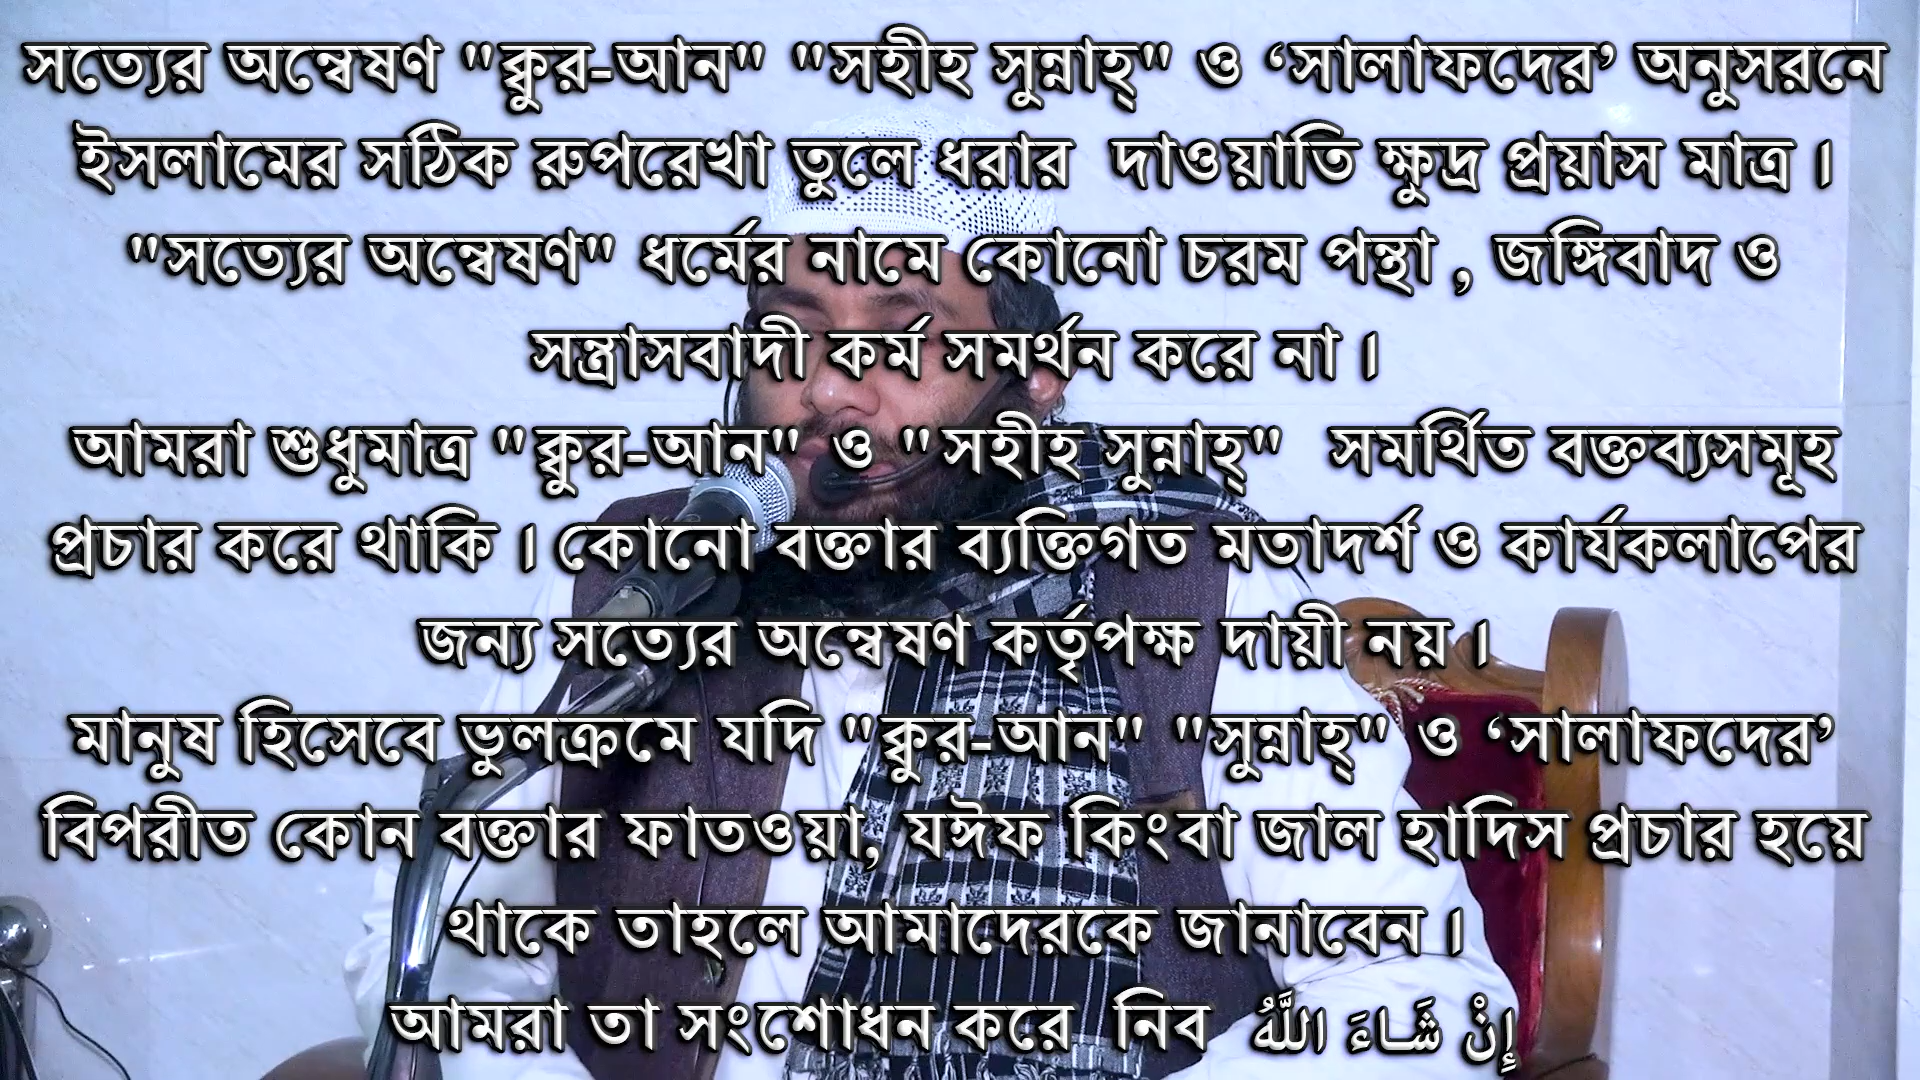 সত্যের অন্বেষণ "ক্বুর-আন" "সহীহ সুন্নাহ্" ও ‘সালাফদের’ অনুসরনে
ইসলামের সঠিক রুপরেখা তুলে ধরার দাওয়াতি ক্ষুদ্র প্রয়াস মাত্র ।
"সত্যের অন্বেষণ" ধর্মের নামে কোনো চরম পন্থা , জঙ্গিবাদ ও
সন্ত্রাসবাদী কর্ম সমর্থন করে না ।
আমরা শুধুমাত্র "ক্বুর-আন" ও "সহীহ সুন্নাহ্" সমর্থিত বক্তব্যসমূহ
প্রচার করে থাকি । কোনো বক্তার ব্যক্তিগত মতাদর্শ ও কার্যকলাপের
জন্য সত্যের অন্বেষণ কর্তৃপক্ষ দায়ী নয় ।
মানুষ হিসেবে ভুলক্রমে যদি "ক্বুর-আন" "সুন্নাহ্" ও ‘সালাফদের’
বিপরীত কোন বক্তার ফাতওয়া, যঈফ কিংবা জাল হাদিস প্রচার হয়ে
থাকে তাহলে আমাদেরকে জানাবেন ।
আমরা তা সংশোধন করে নিব إِنْ شَاءَ اللَّهُ